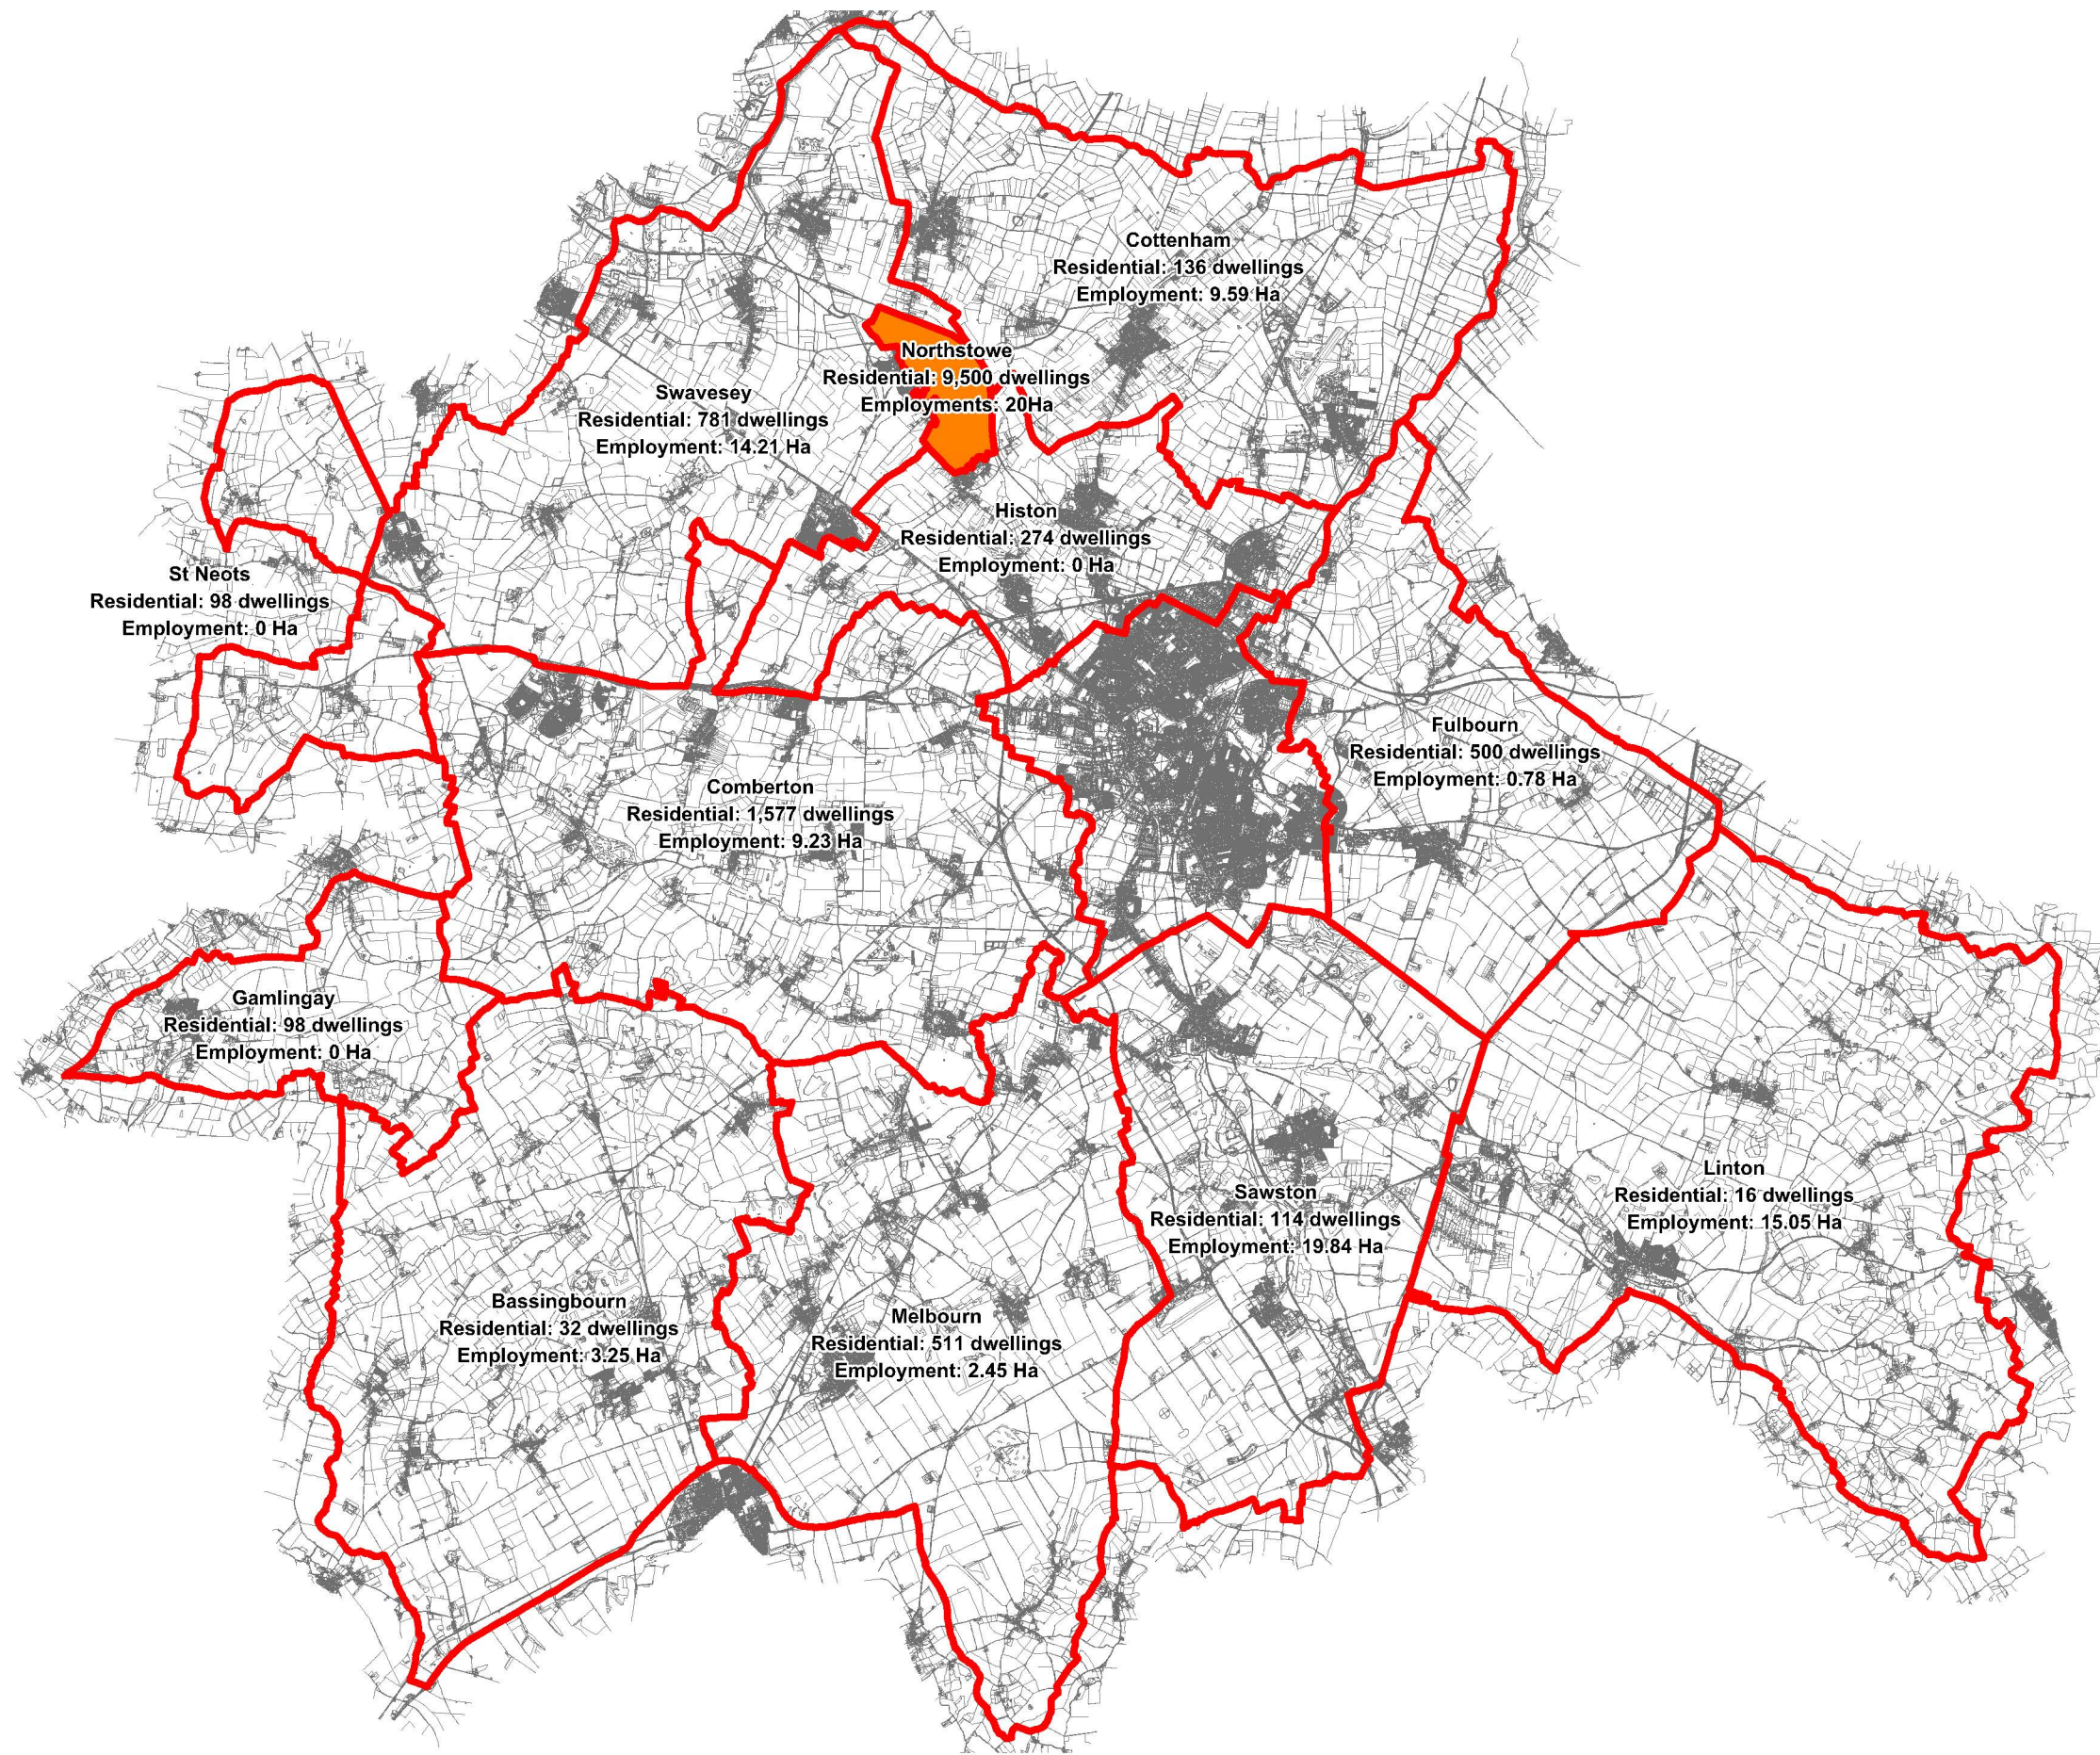 Cottenham
Residential: 136 dwellings
Employment: 9.59 Ha
Northstowe
Residential: 9,500 dwellings
Employments: 20Ha
Swavesey
Residential: 781 dwellings
Employment: 14.21 Ha
Histon
Residential: 274 dwellings
Employment: 0 Ha
St Neots
Residential: 98 dwellings
Employment: 0 Ha
Fulbourn
Residential: 500 dwellings
Employment: 0.78 Ha
Comberton
Residential: 1,577 dwellings
Employment: 9.23 Ha
Gamlingay
Residential: 98 dwellings
Employment: 0 Ha
Linton
Residential: 16 dwellings
Employment: 15.05 Ha
Sawston
Residential: 114 dwellings
Employment: 19.84 Ha
Bassingbourn
Residential: 32 dwellings
Employment: 3.25 Ha
Melbourn
Residential: 511 dwellings
Employment: 2.45 Ha